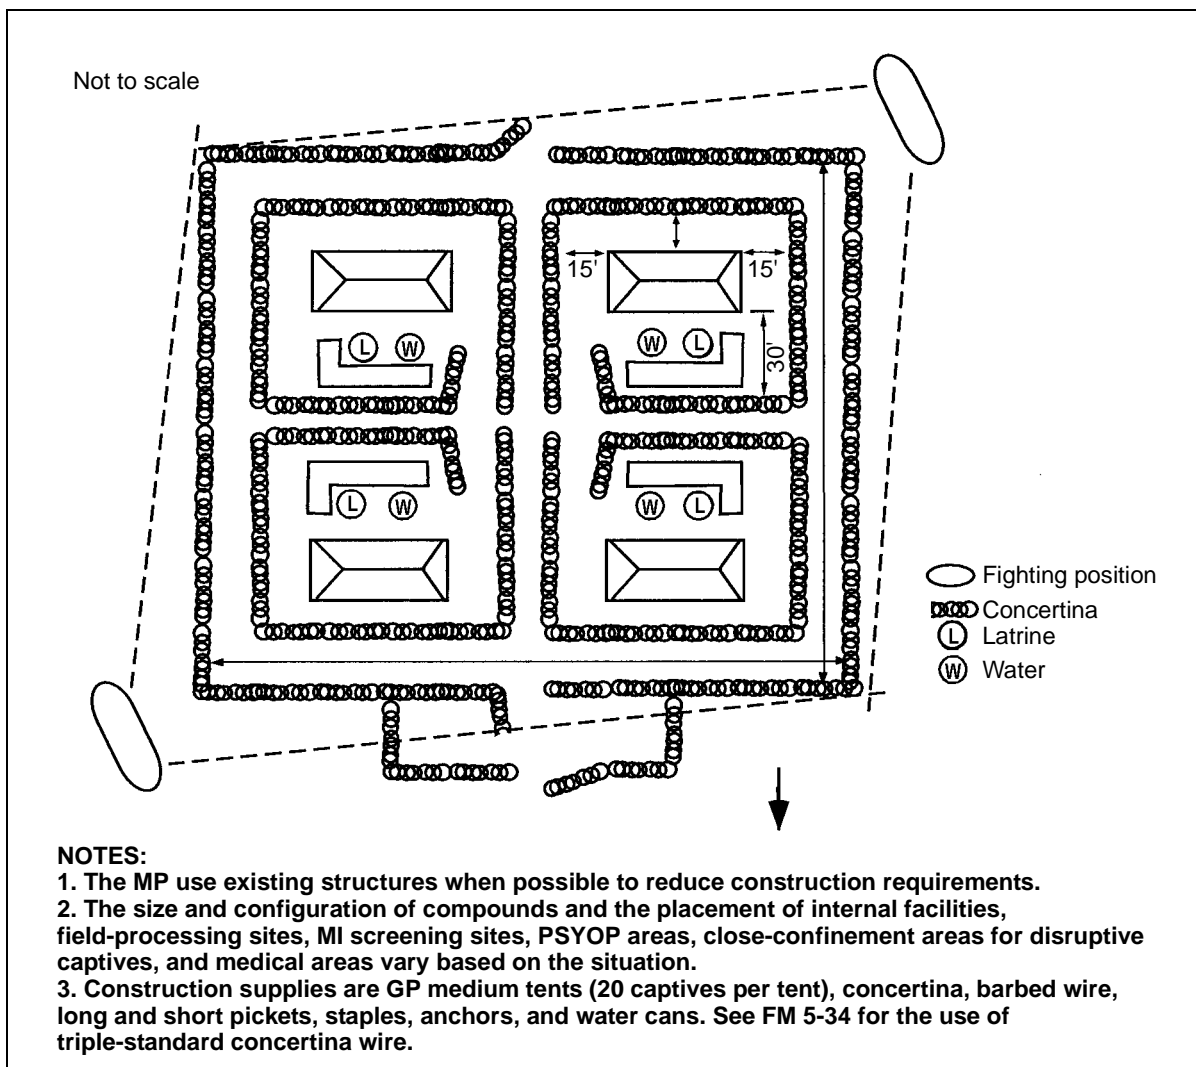 Not to scale
15' 15'
30'
L W W L
L W W L
Fighting position
Concertina
L Latrine
W Water
NOTES:
1. The MP use existing structures when possible to reduce construction requirements.
2. The size and configuration of compounds and the placement of internal facilities,
field-processing sites, MI screening sites, PSYOP areas, close-confinement areas for disruptive
captives, and medical areas vary based on the situation.
3. Construction supplies are GP medium tents (20 captives per tent), concertina, barbed wire,
long and short pickets, staples, anchors, and water cans. See FM 5-34 for the use of
triple-standard concertina wire.